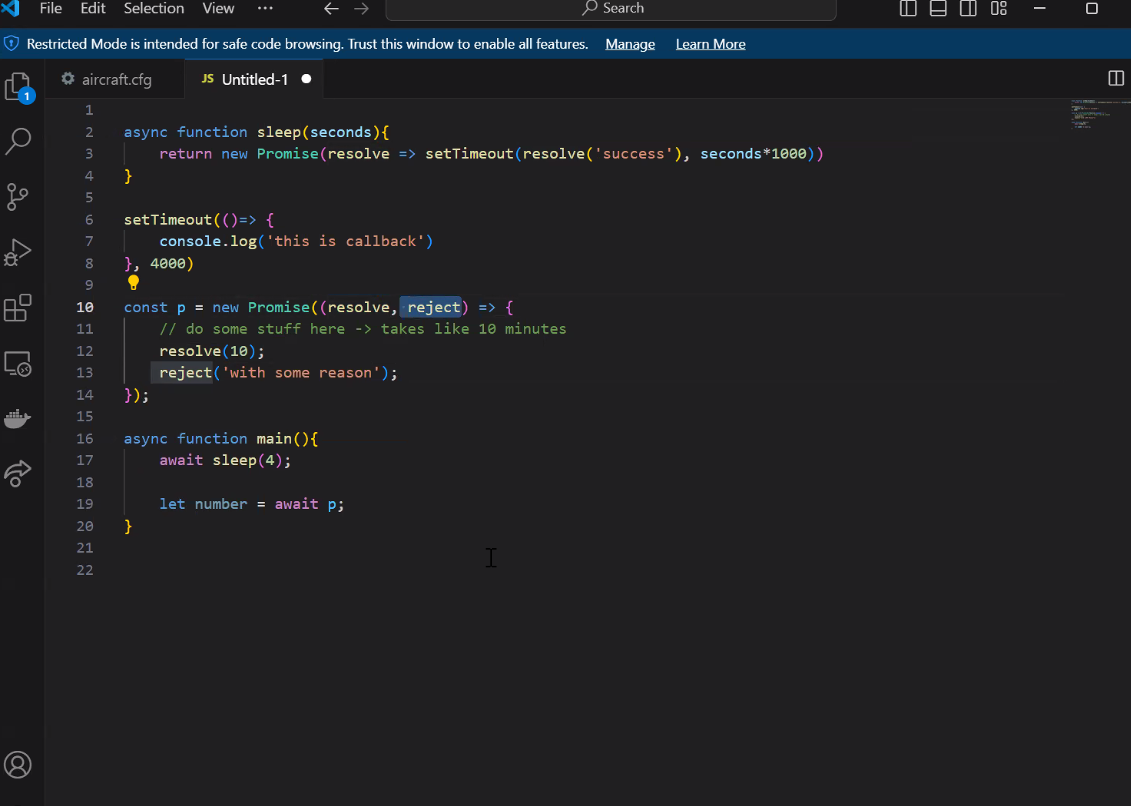 File Edit Selection View ··· Search
Restricted Mode is intended for safe code browsing. Trust this window to enable all features. Manage Learn More
aircraft.cfg JS Untitled-1
1
1
2 async function sleep(seconds){
3 return new Promise(resolve => setTimeout(resolve('success'), seconds*1000))
4 }
5
6 setTimeout(()=> {
7 console.log('this is callback')
8 }, 4000)
9
10 const p = new Promise((resolve, reject) => {
11 // do some stuff here -> takes like 10 minutes
12 resolve(10);
13 reject('with some reason');
14 });
15
16 async function main(){
17 await sleep(4);
18
19 let number = await p;
20 }
21
22